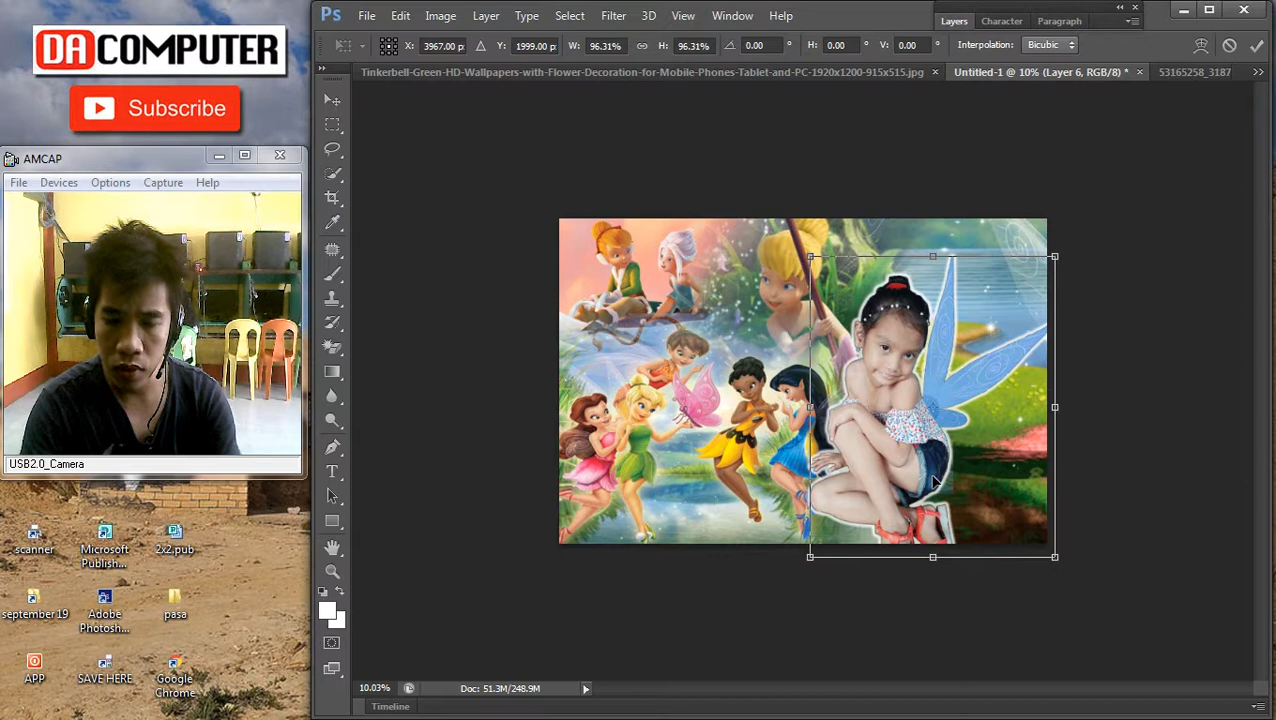 DA COMPUTER
Subscribe
AMCAP
File Devices Options Capture Help
USB2.0_Camera
scanner
Microsoft Publish...
2x2.pub
september 19
Adobe Photosh...
pasa
APP
SAVE HERE
Google Chrome
Ps File Edit Image Layer Type Select Filter 3D View Window Help
Layers Character Paragraph
X: 3967.00 p Y: 1999.00 p W: 96.31% H: 96.31% 0.00 ° H: 0.00 ° V: 0.00 ° Interpolation: Bicubic
Tinkerbell-Green-HD-Wallpapers-with-Flower-Decoration-for-Mobile-Phones-Tablet-and-PC-1920x1200-915x515.jpg × Untitled-1 @ 10% (Layer 6, RGB/8) * × 53165258_3187
10.03% Doc: 51.3M/248.9M
Timeline